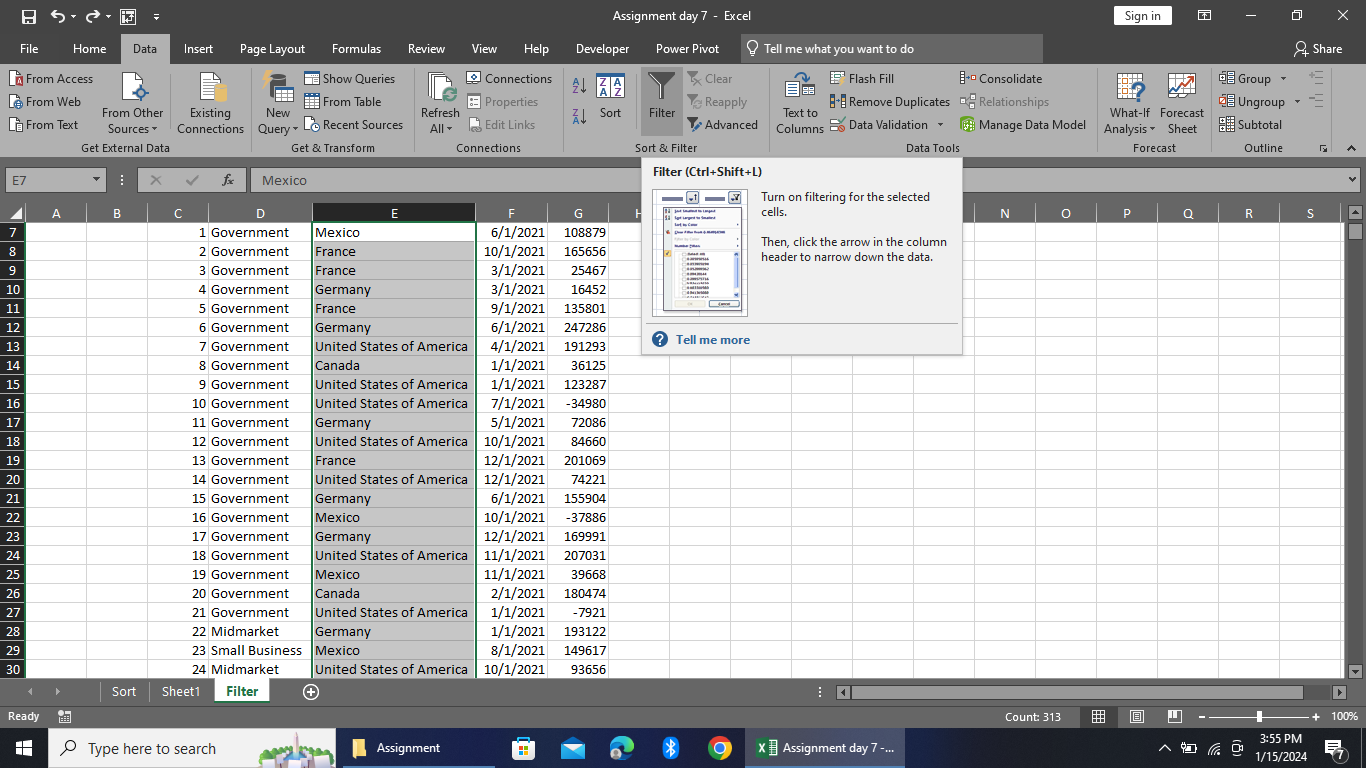 Assignment day 7 - Excel
Sign in
File Home Data Insert Page Layout Formulas Review View Help Developer Power Pivot Tell me what you want to do Share
From Access
From Web
From Text
From Other Sources
Existing Connections
Get External Data
New Query
Show Queries
From Table
Recent Sources
Get & Transform
Refresh All
Connections
Properties
Edit Links
Connections
Sort
Filter
Clear
Reapply
Advanced
Sort & Filter
Text to Columns
Flash Fill
Remove Duplicates
Data Validation
Consolidate
Relationships
Manage Data Model
Data Tools
What-If Analysis
Forecast Sheet
Forecast
Group
Ungroup
Subtotal
Outline
E7 fx Mexico
Filter (Ctrl+Shift+L)
Turn on filtering for the selected
cells.
Then, click the arrow in the column
header to narrow down the data.
Tell me more
A B C D E F G H N O P Q R S
7 1 Government Mexico 6/1/2021 108879
8 2 Government France 10/1/2021 165656
9 3 Government France 3/1/2021 25467
10 4 Government Germany 3/1/2021 16452
11 5 Government France 9/1/2021 135801
12 6 Government Germany 6/1/2021 247286
13 7 Government United States of America 4/1/2021 191293
14 8 Government Canada 1/1/2021 36125
15 9 Government United States of America 1/1/2021 123287
16 10 Government United States of America 7/1/2021 -34980
17 11 Government Germany 5/1/2021 72086
18 12 Government United States of America 10/1/2021 84660
19 13 Government France 12/1/2021 201069
20 14 Government United States of America 12/1/2021 74221
21 15 Government Germany 6/1/2021 155904
22 16 Government Mexico 10/1/2021 -37886
23 17 Government Germany 12/1/2021 169991
24 18 Government United States of America 11/1/2021 207031
25 19 Government Mexico 11/1/2021 39668
26 20 Government Canada 2/1/2021 180474
27 21 Government United States of America 1/1/2021 -7921
28 22 Midmarket Germany 1/1/2021 193122
29 23 Small Business Mexico 8/1/2021 149617
30 24 Midmarket United States of America 10/1/2021 93656
Sort Sheet1 Filter
Ready Count: 313 100%
Type here to search Assignment Assignment day 7 -... 3:55 PM
1/15/2024
7